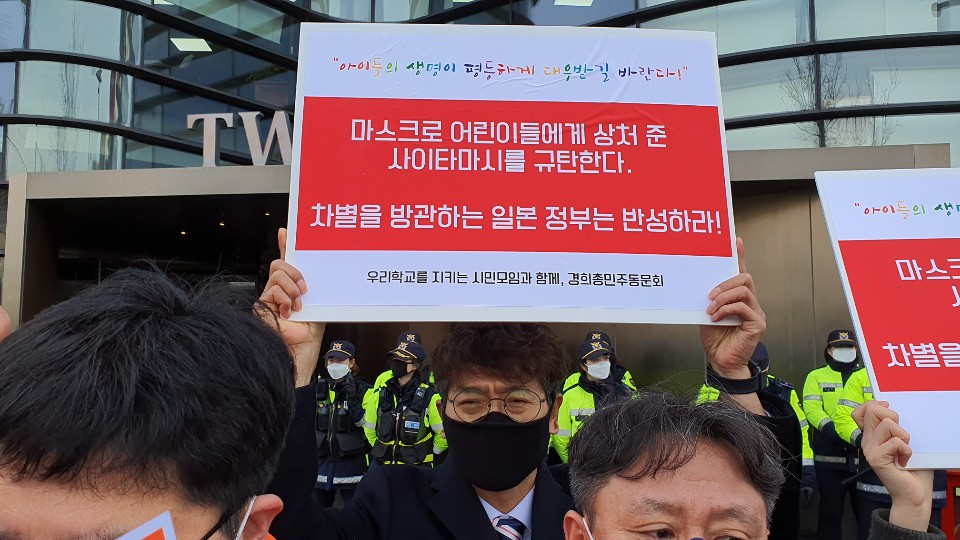 TW
"아이들의 생명이 평등하게 대우받길 바란다!"
마스크로 어린이들에게 상처 준
사이타마시를 규탄한다.
차별을 방관하는 일본 정부는 반성하라!
우리학교를 지키는 시민모임과 함께, 경희총민주동문회
"아이들의 생명
마스크
차별을